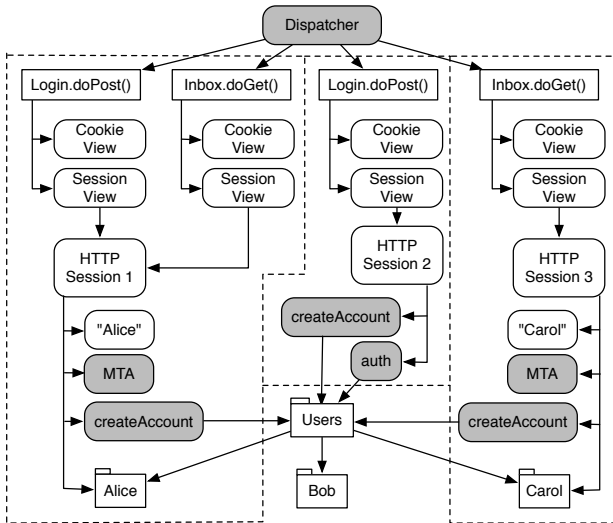 Dispatcher
Login.doPost()
Inbox.doGet()
Login.doPost()
Inbox.doGet()
Cookie
View
Cookie
View
Cookie
View
Cookie
View
Session
View
Session
View
Session
View
Session
View
HTTP
Session 1
HTTP
Session 2
HTTP
Session 3
createAccount
"Alice"
"Carol"
MTA
auth
MTA
createAccount
Users
createAccount
Alice
Bob
Carol